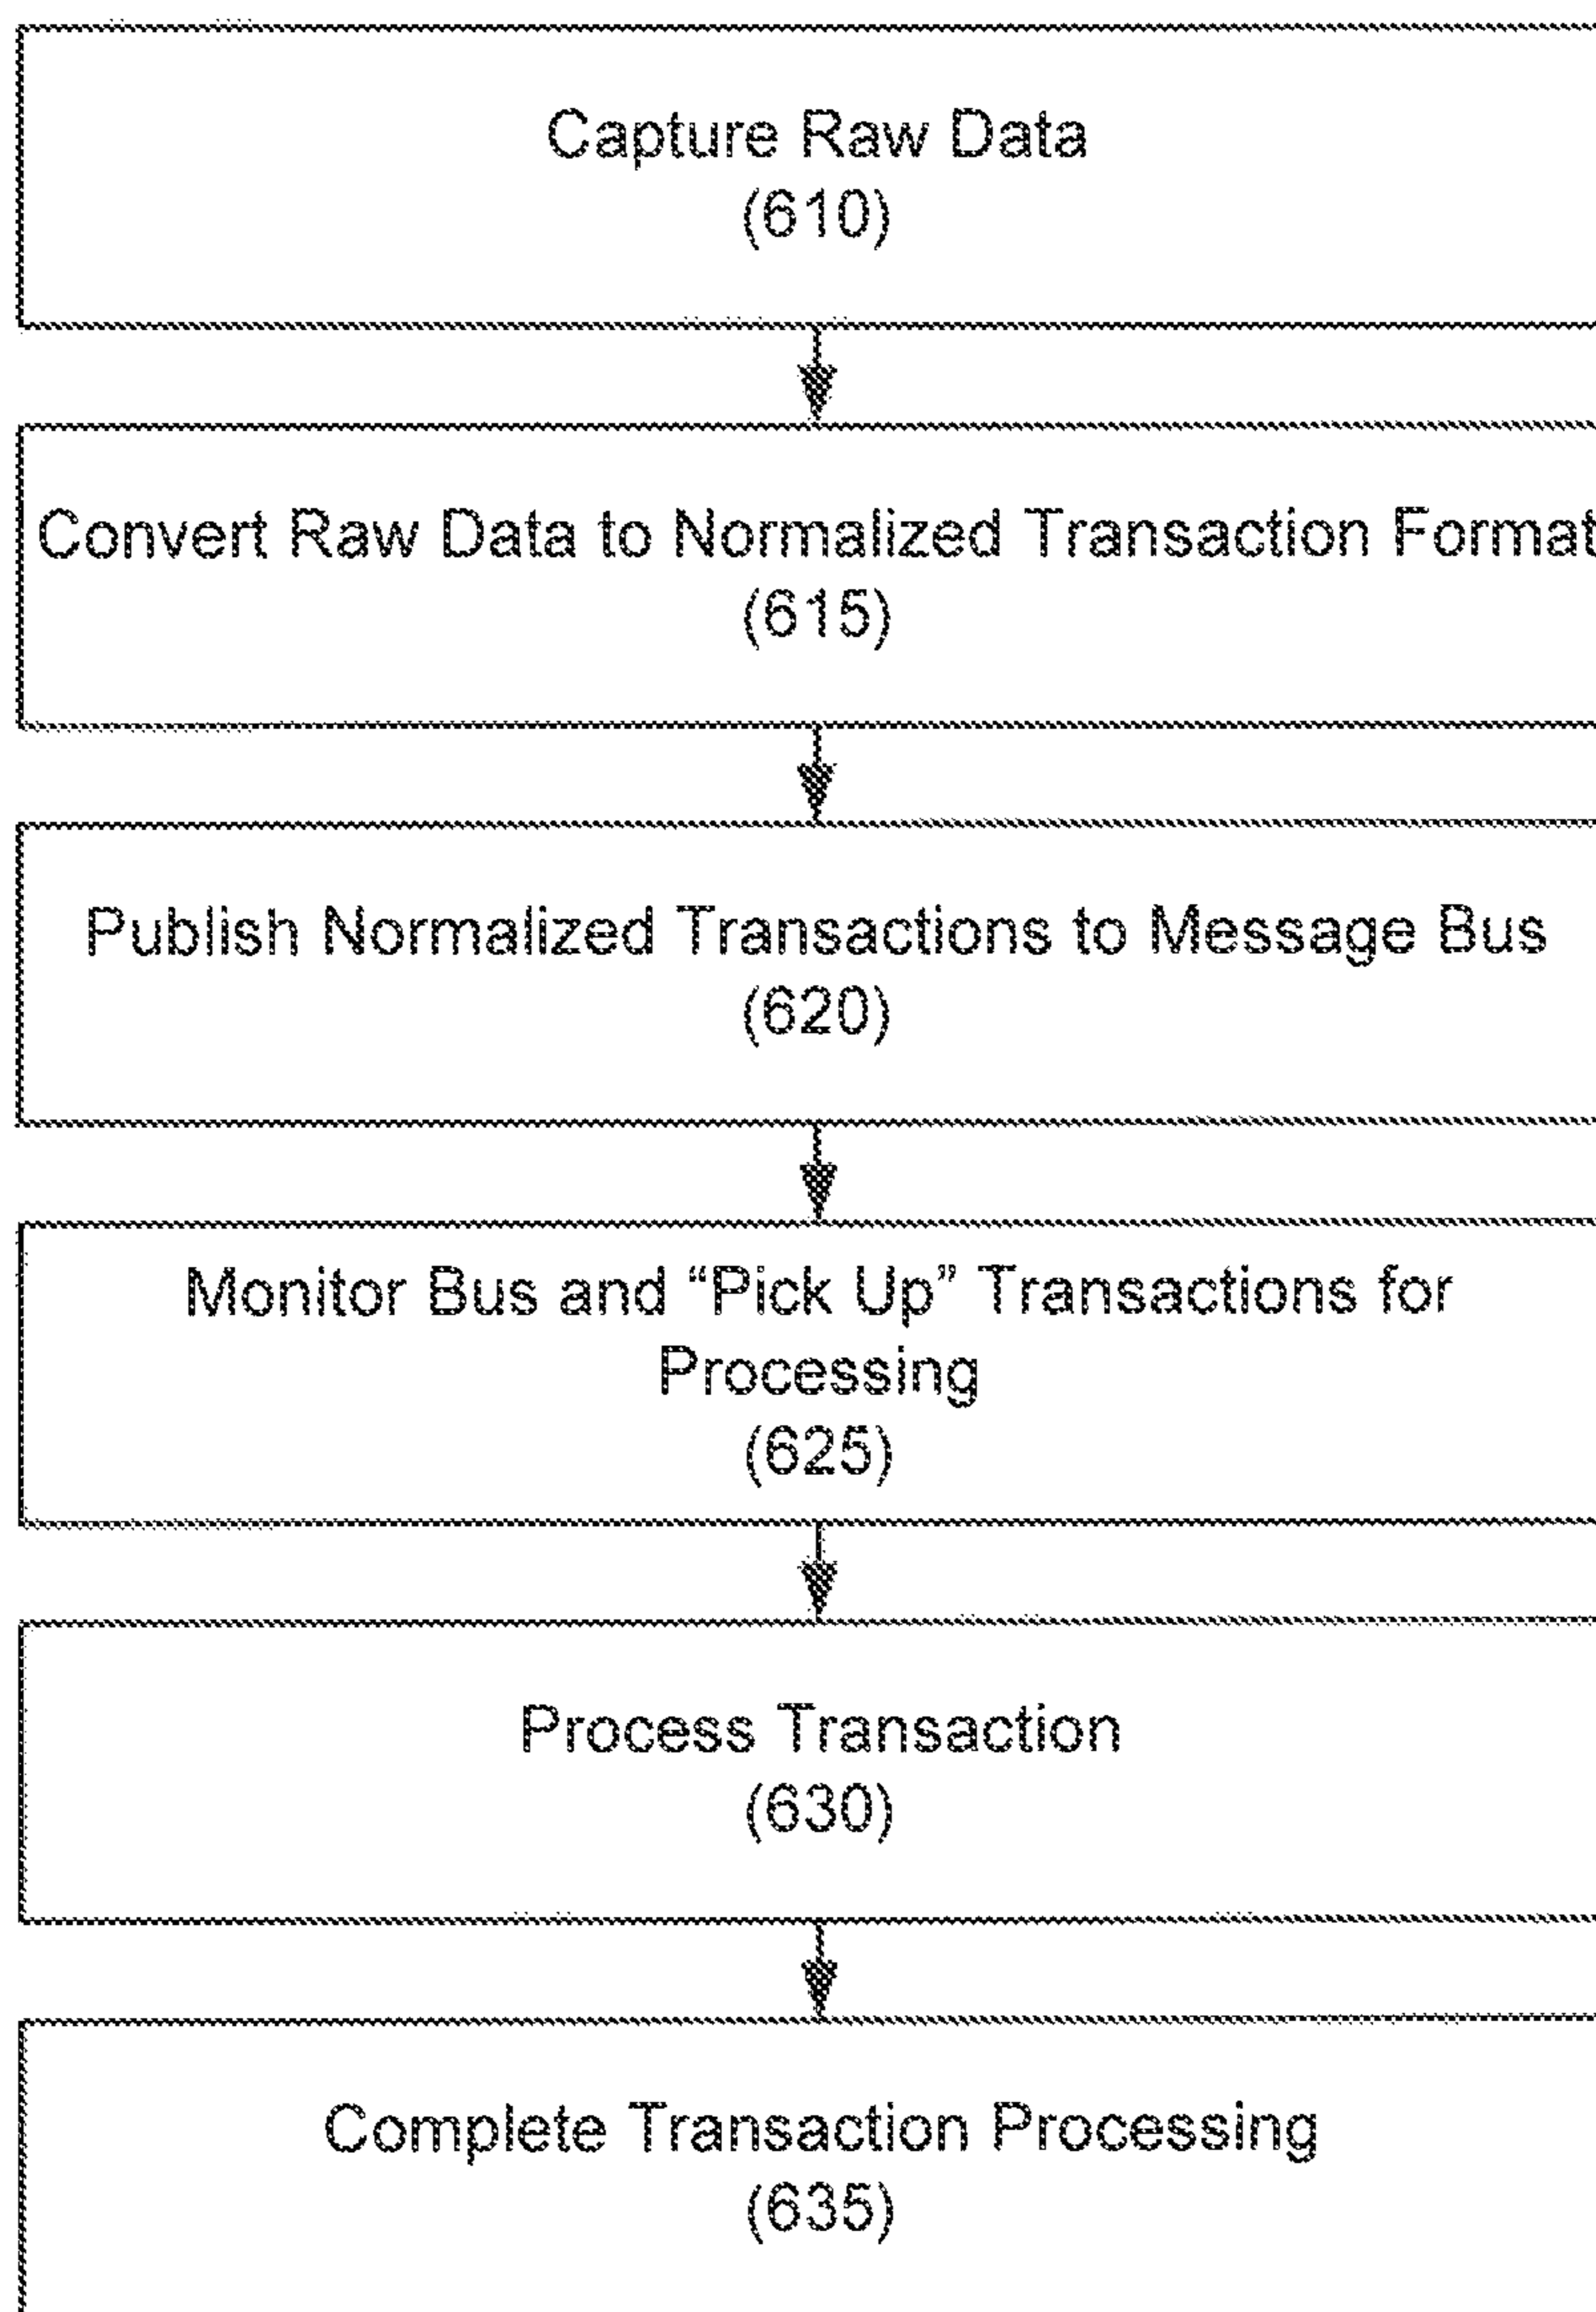 Capture Raw Data
(610)
Convert Raw Data to Normalized Transaction Format
(615)
Publish Normalized Transactions to Message Bus
(620)
Monitor Bus and “Pick Up” Transactions for
Processing
(625)
Process Transaction
(630)
Complete Transaction Processing
(635)